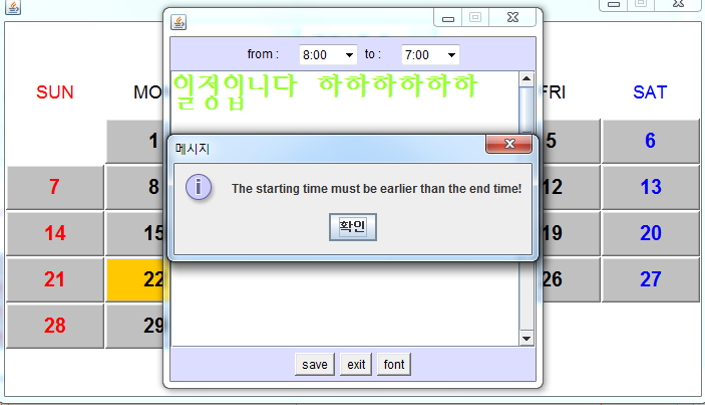 from : 8:00 to : 7:00
일정입니다 하하하하하하
SUN MO FRI SAT
1 5 6
7 8 12 13
14 15 19 20
21 22 26 27
28 29
메시지
The starting time must be earlier than the end time!
확인
save exit font